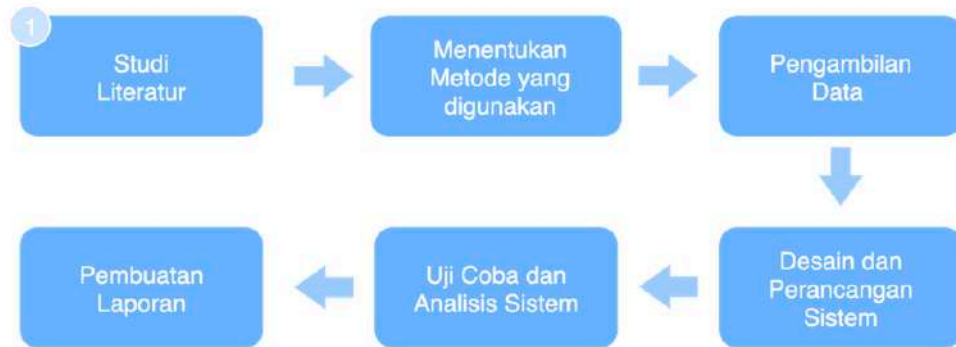 1
Studi
Literatur
Menentukan
Metode yang
digunakan
Pengambilan
Data
Desain dan
Perancangan
Sistem
Uji Coba dan
Analisis Sistem
Pembuatan
Laporan